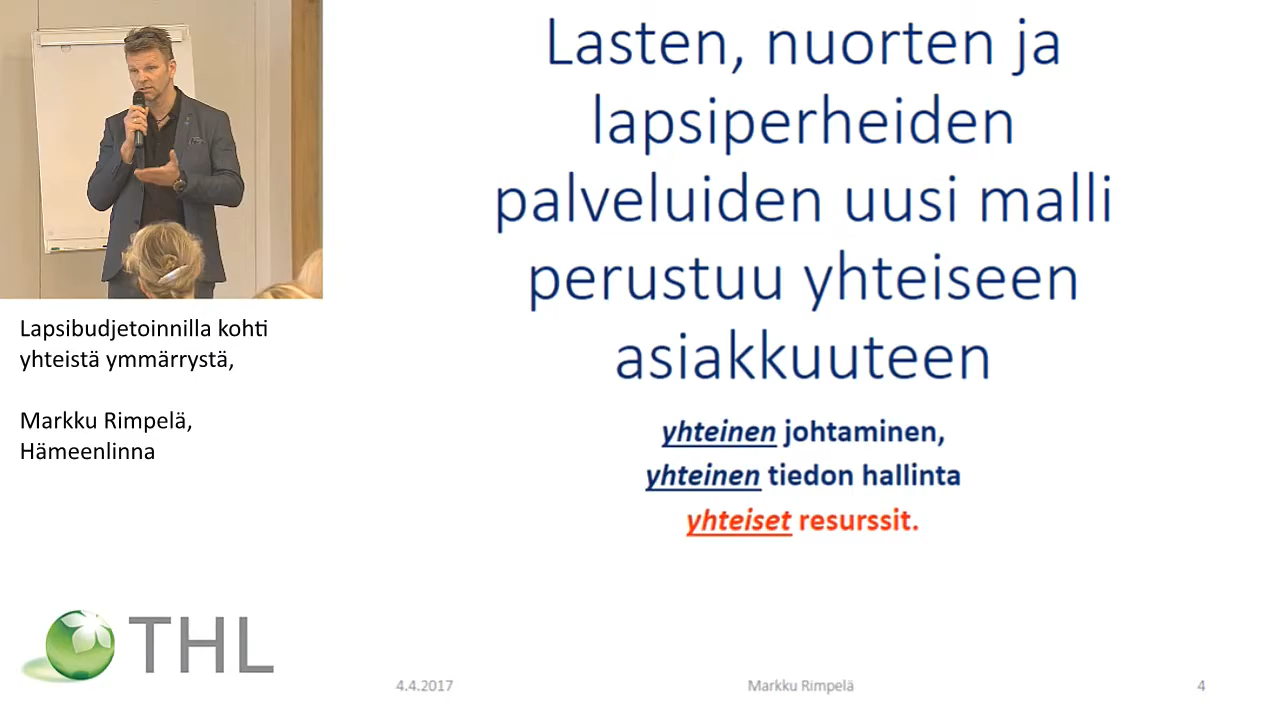 Lasten, nuorten ja
lapsiperheiden
palveluiden uusi malli
perustuu yhteiseen
asiakkuuteen
yhteinen johtaminen,
yhteinen tiedon hallinta
yhteiset resurssit.
Lapsibudjetoinnilla kohti
yhteistä ymmärrystä,
Markku Rimpelä,
Hämeenlinna
THL
4.4.2017
Markku Rimpelä
4